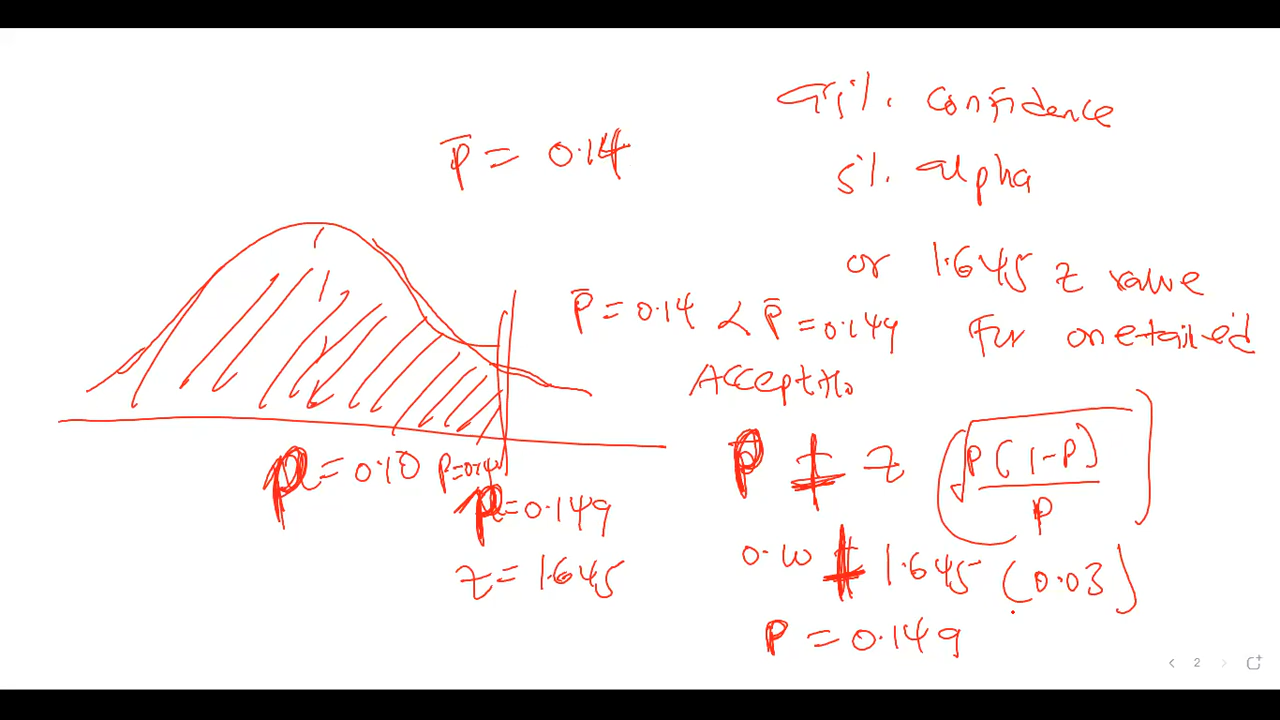 95%. confidence
p̄ = 0.14
5%. alpha
or 1.645 z value
For one tailed
p̄ = 0.14 < p̄ = 0.149
Accept Ho
p = 0.10
p = 0.149
z = 1.645
p ± z (√p(1-p)/p)
0.10 + 1.645 (0.03)
p = 0.149
2